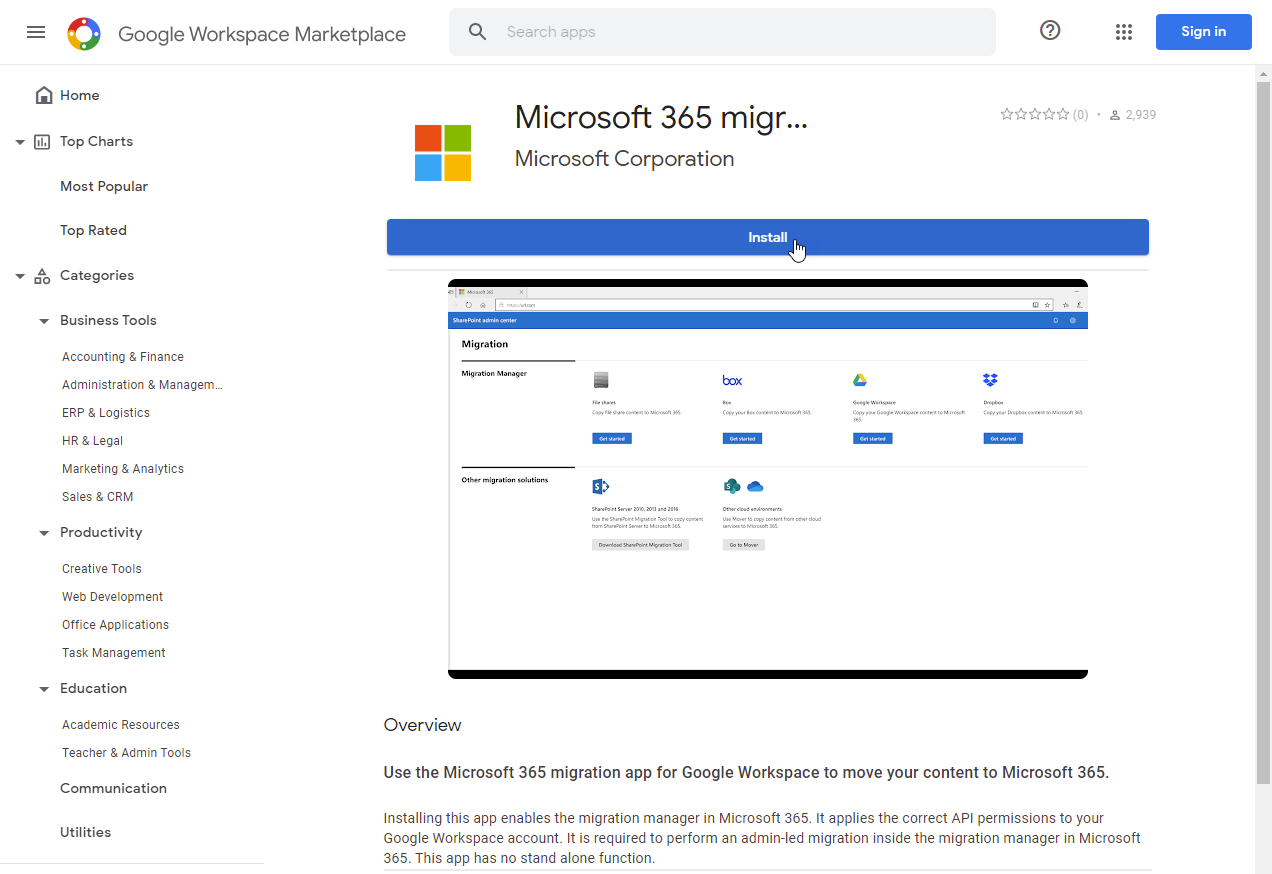 Google Workspace Marketplace
Search apps
Sign in
Home
Top Charts
Most Popular
Top Rated
Categories
Business Tools
Accounting & Finance
Administration & Managem...
ERP & Logistics
HR & Legal
Marketing & Analytics
Sales & CRM
Productivity
Creative Tools
Web Development
Office Applications
Task Management
Education
Academic Resources
Teacher & Admin Tools
Communication
Utilities
Microsoft 365 migr...
Microsoft Corporation
(0) • 2,939
Install
Microsoft 365
SharePoint admin center
Migration
Migration Manager
File shares
Copy file share content to Microsoft 365.
Get started
box
Box
Copy your Box content to Microsoft 365.
Get started
Google Workspace
Copy your Google Workspace content to Microsoft
365.
Get started
Dropbox
Copy your Dropbox content to Microsoft 365.
Get started
Other migration solutions
SharePoint Server 2010, 2013 and 2016
Use the SharePoint Migration Tool to copy content
from SharePoint Server to Microsoft 365.
Download SharePoint Migration Tool
Other cloud environments
Use Mover to copy content from other cloud
services to Microsoft 365.
Go to Mover
Overview
Use the Microsoft 365 migration app for Google Workspace to move your content to Microsoft 365.
Installing this app enables the migration manager in Microsoft 365. It applies the correct API permissions to your
Google Workspace account. It is required to perform an admin-led migration inside the migration manager in Microsoft
365. This app has no stand alone function.